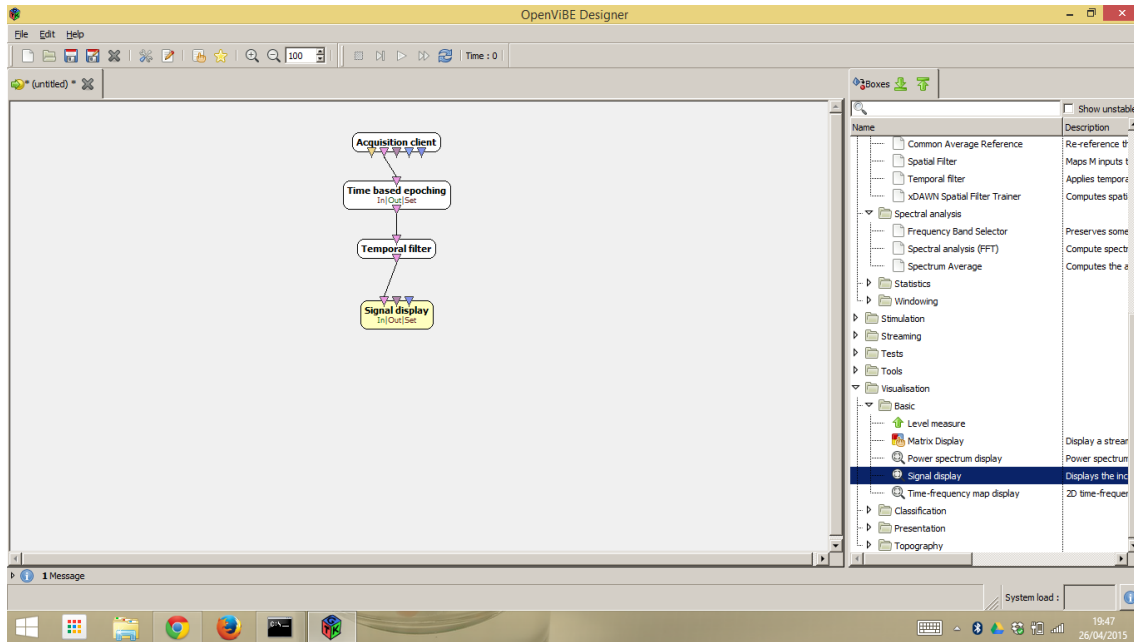 OpenViBE Designer
File Edit Help
100
Time : 0
* (untitled) *
Boxes
Show unstable
Name Description
Common Average Reference Re-reference th
Spatial Filter Maps M inputs t
Temporal filter Applies tempora
xDAWN Spatial Filter Trainer Computes spati
Spectral analysis
Frequency Band Selector Preserves some
Spectral analysis (FFT) Compute spectr
Spectrum Average Computes the a
Statistics
Windowing
Stimulation
Streaming
Tests
Tools
Visualisation
Basic
Level measure
Matrix Display Display a strear
Power spectrum display Power spectrum
Signal display Displays the inc
Time-frequency map display 2D time-frequer
Classification
Presentation
Topography
Acquisition client
Time based epoching
In|Out|Set
Temporal filter
Signal display
In|Out|Set
1 Message
System load :
19:47
26/04/2015